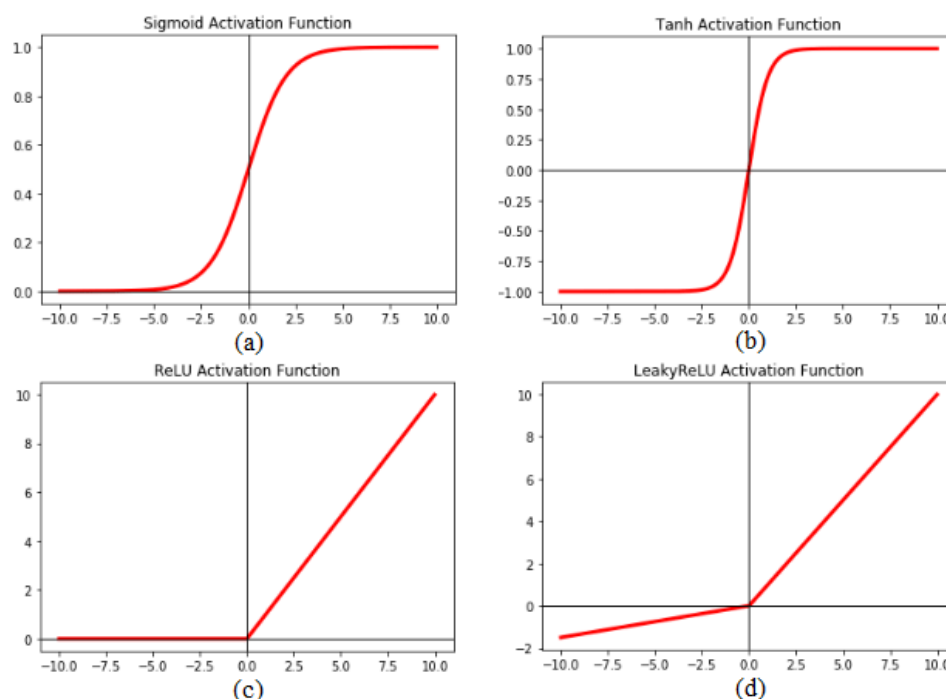 Sigmoid Activation Function
1.0
0.8
0.6
0.4
0.2
0.0
−10.0 −7.5 −5.0 −2.5 0.0 2.5 5.0 7.5 10.0
(a)
Tanh Activation Function
1.00
0.75
0.50
0.25
0.00
−0.25
−0.50
−0.75
−1.00
−10.0 −7.5 −5.0 −2.5 0.0 2.5 5.0 7.5 10.0
(b)
ReLU Activation Function
10
8
6
4
2
0
−10.0 −7.5 −5.0 −2.5 0.0 2.5 5.0 7.5 10.0
(c)
LeakyReLU Activation Function
10
8
6
4
2
0
−2
−10.0 −7.5 −5.0 −2.5 0.0 2.5 5.0 7.5 10.0
(d)